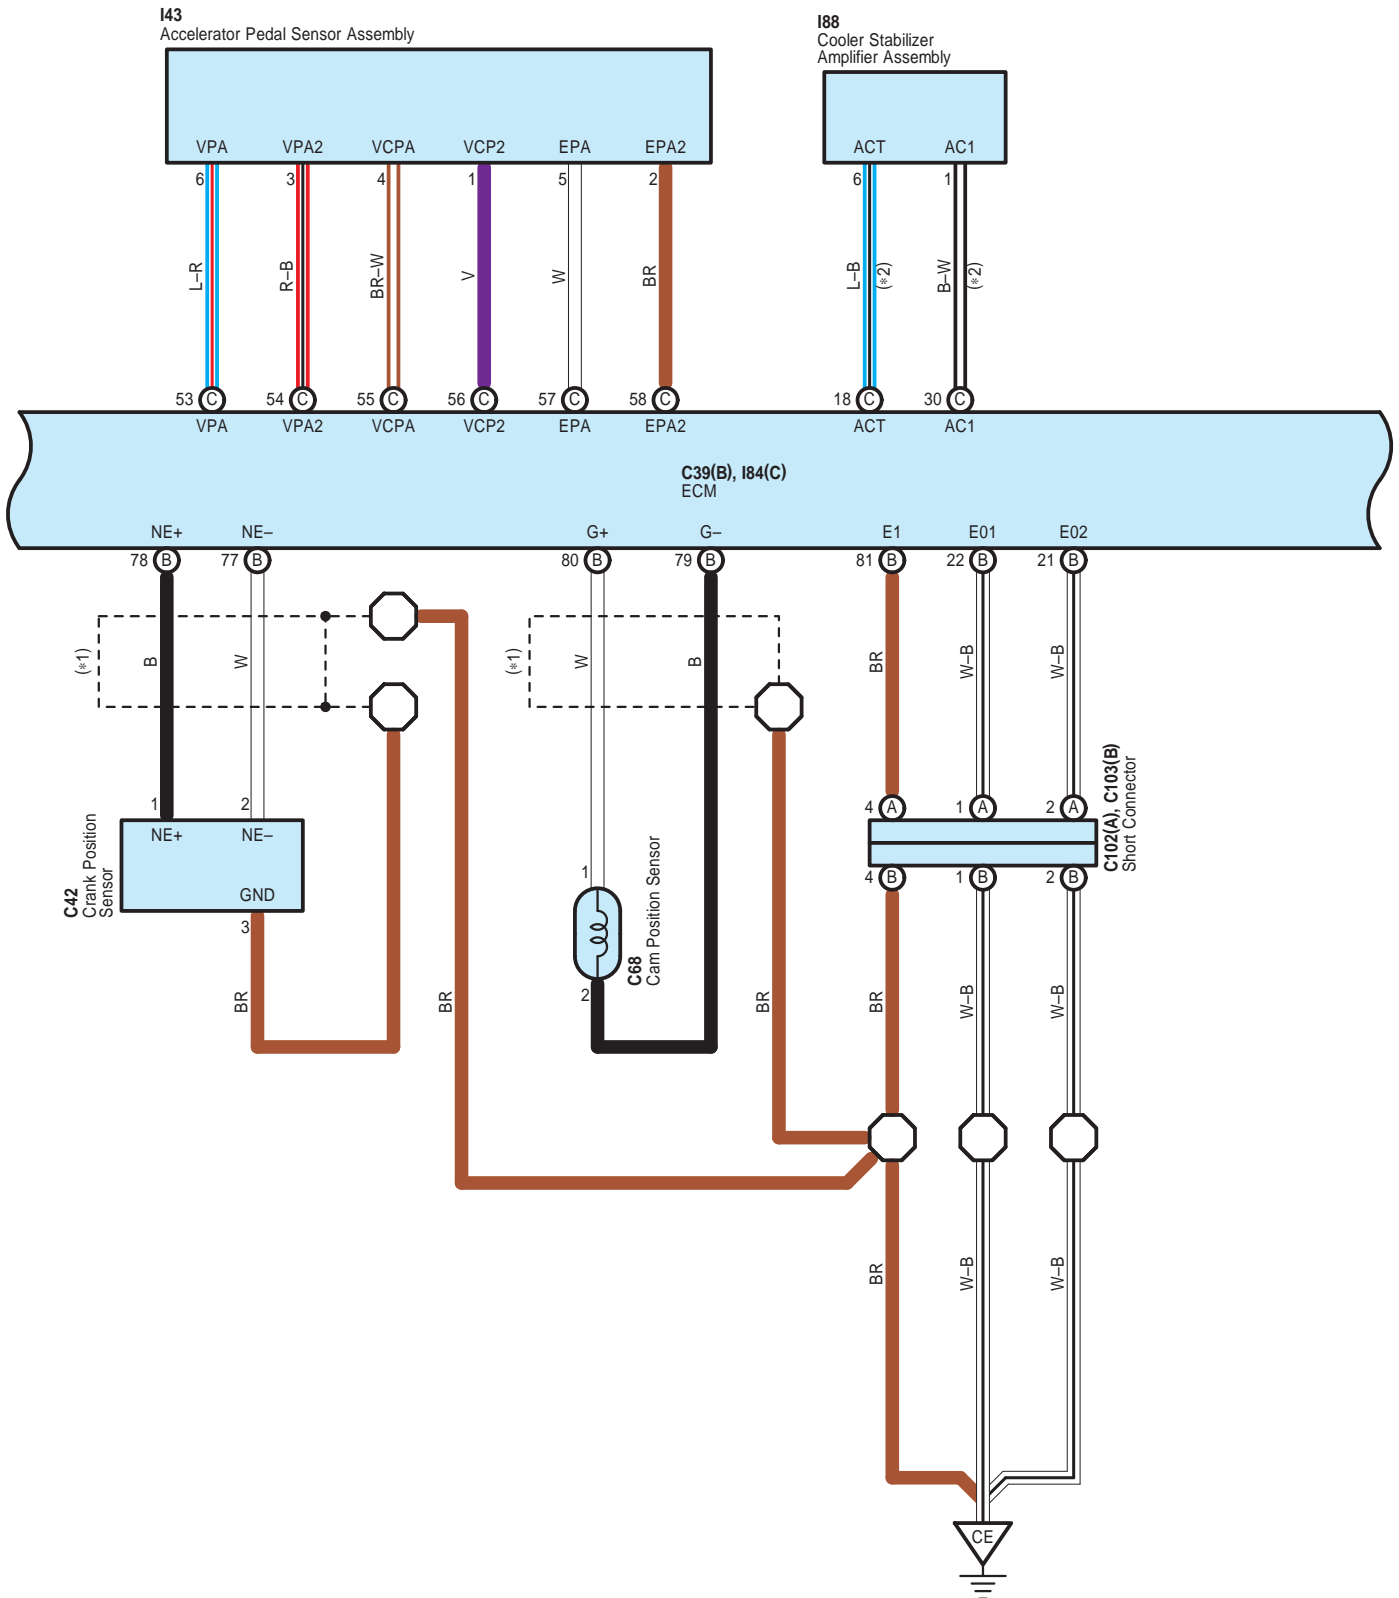 I43
Accelerator Pedal Sensor Assembly
I88
Cooler Stabilizer
Amplifier Assembly
VPA VPA2 VCPA VCP2 EPA EPA2 ACT AC1
6 3 4 1 5 2 6 1
L–R R–B BR–W V W BR L–B (*2) B–W (*2)
53 C 54 C 55 C 56 C 57 C 58 C 18 C 30 C
VPA VPA2 VCPA VCP2 EPA EPA2 ACT AC1
C39(B), I84(C)
ECM
NE+ NE– G+ G– E1 E01 E02
78 B 77 B 80 B 79 B 81 B 22 B 21 B
(*1) B W (*1) W B BR W–B W–B
1 2 4 A 1 A 2 A
C102(A), C103(B)
Short Connector
NE+ NE–
C42
Crank Position
Sensor
GND
3
1
4 B 1 B 2 B
C68
Cam Position Sensor
2
BR BR BR BR W–B W–B
BR W–B W–B
CE